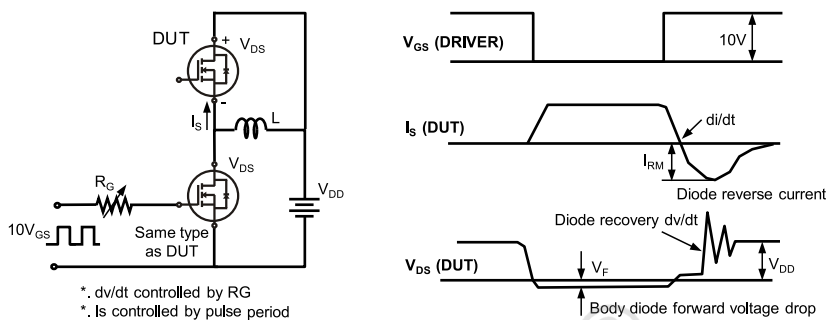 DUT
+
V_DS
-
I_S
L
V_DS
R_G
V_DD
10V_GS
Same type
as DUT
*. dv/dt controlled by RG
*. Is controlled by pulse period
V_GS (DRIVER)
10V
I_S (DUT)
di/dt
I_RM
Diode reverse current
Diode recovery dv/dt
V_DS (DUT)
V_F
V_DD
Body diode forward voltage drop